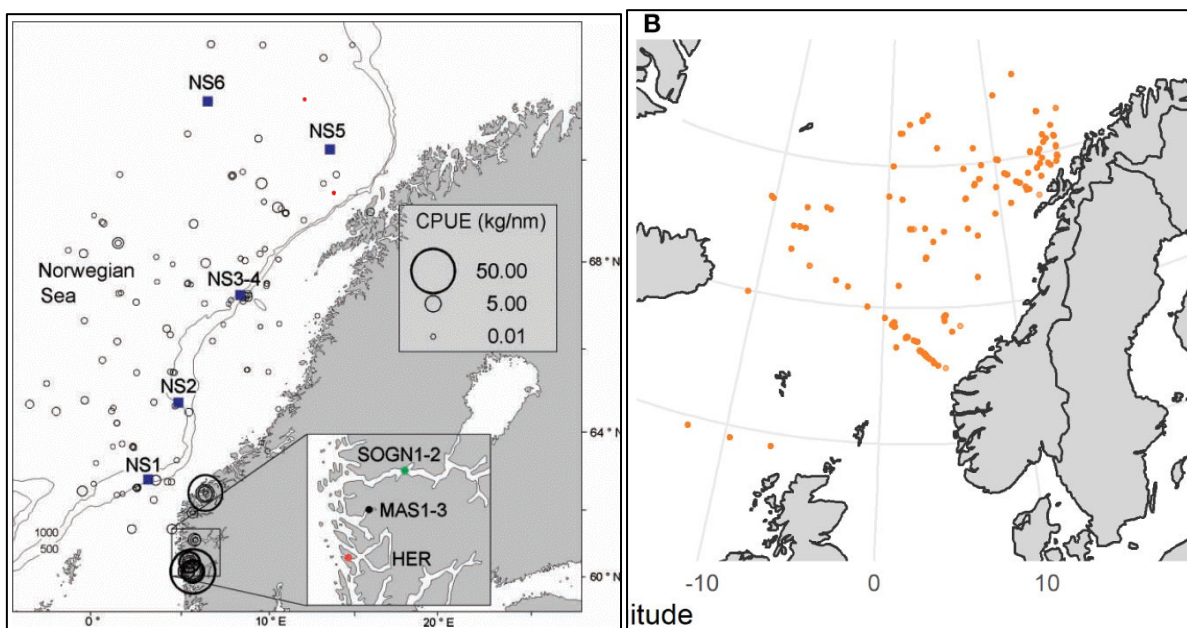 NS6
NS5
CPUE (kg/nm)
50.00
5.00
0.01
68° N
Norwegian
Sea
NS3-4
NS2
64° N
NS1
SOGN1-2
MAS1-3
HER
1000
500
60° N
0°
10° E
20° E
B
-10
0
10
itude